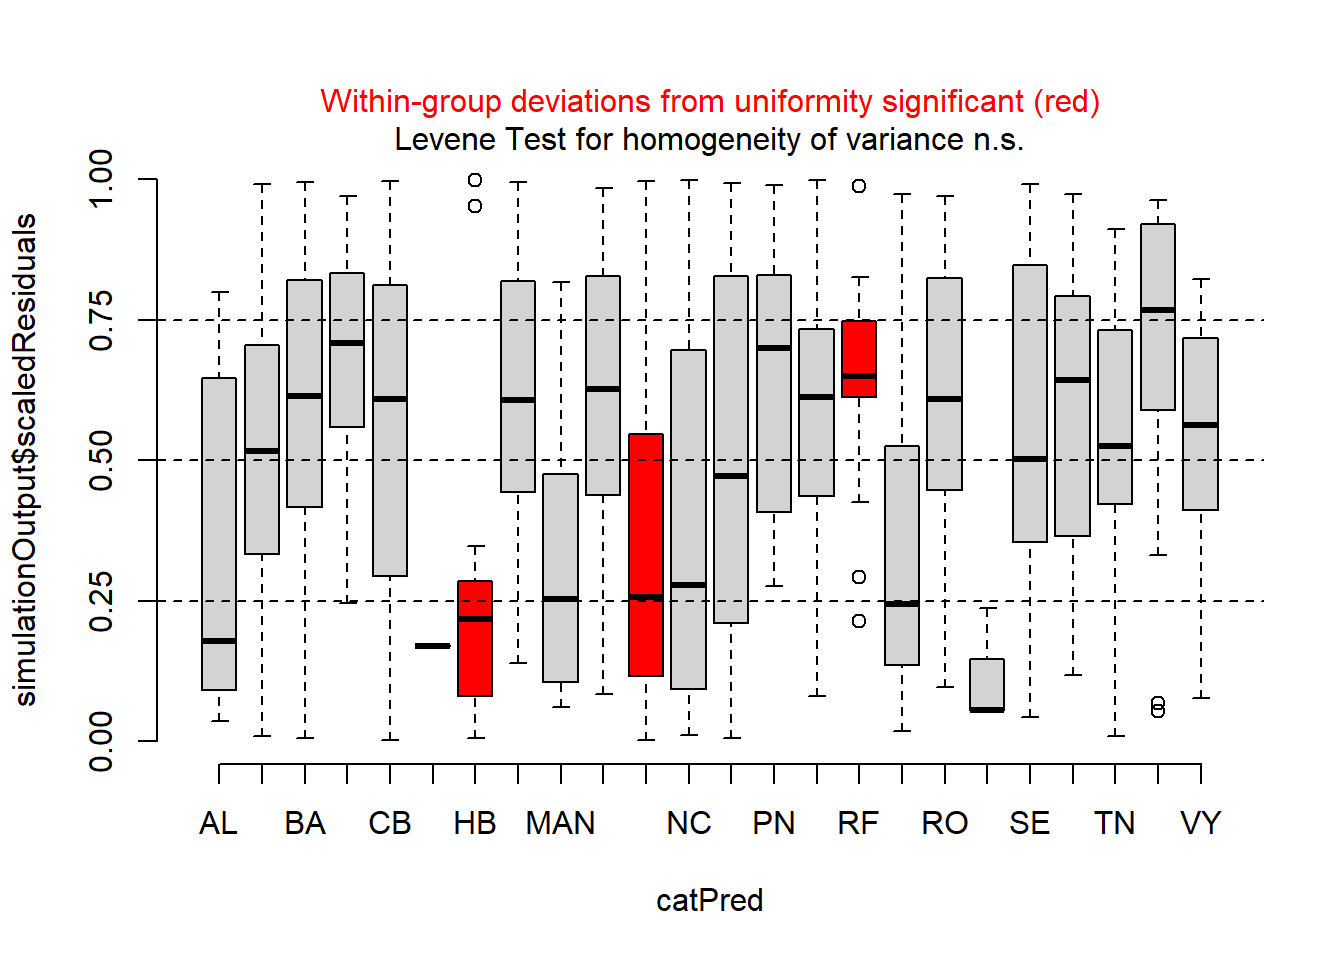 Within-group deviations from uniformity significant (red)
Levene Test for homogeneity of variance n.s.
simulationOutput$scaledResiduals
1.00
0.75
0.50
0.25
0.00
AL BA CB HB MAN NC PN RF RO SE TN VY
catPred